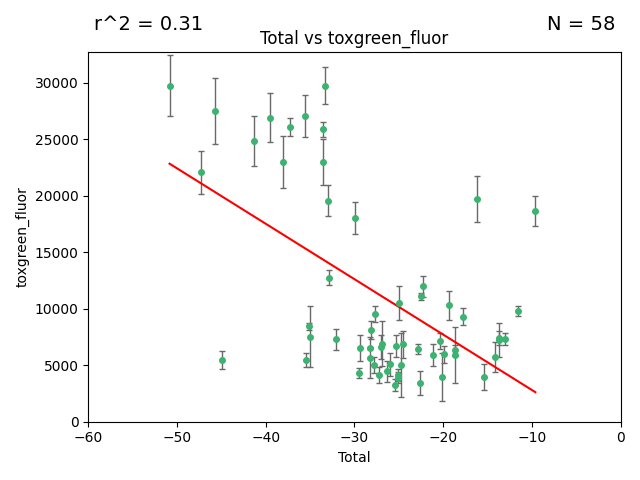 r^2 = 0.31
N = 58
Total vs toxgreen_fluor
30000
25000
20000
15000
10000
5000
0
toxgreen_fluor
−60
−50
−40
−30
−20
−10
0
Total